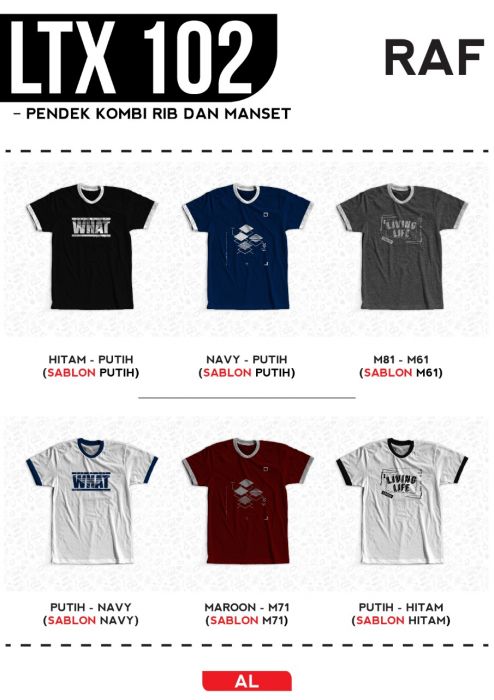 LTX 102
RAF
– PENDEK KOMBI RIB DAN MANSET
WHAT
LIVING
LIFE
HITAM - PUTIH
(SABLON PUTIH)
NAVY - PUTIH
(SABLON PUTIH)
M81 - M61
(SABLON M61)
WHAT
LIVING
LIFE
PUTIH - NAVY
(SABLON NAVY)
MAROON - M71
(SABLON M71)
PUTIH - HITAM
(SABLON HITAM)
AL